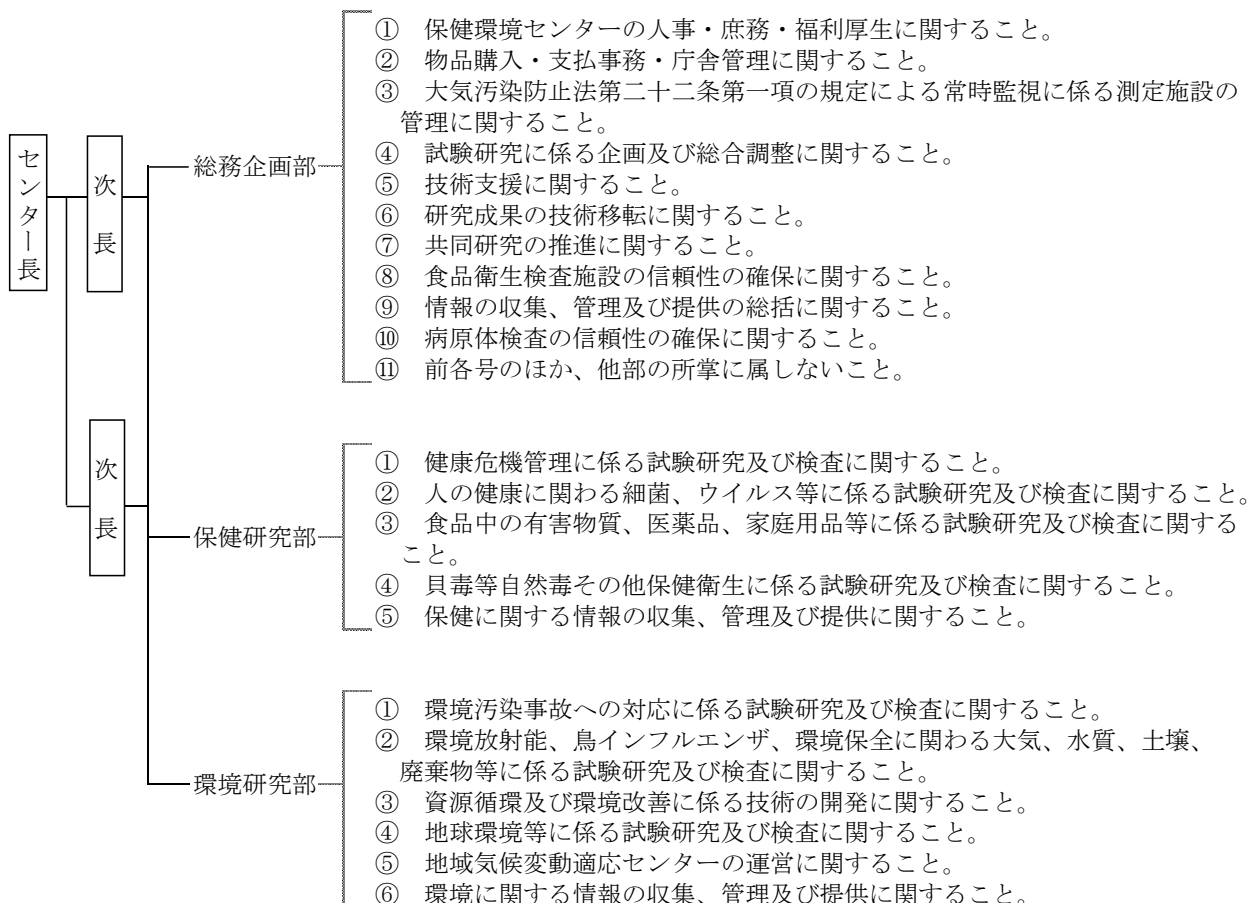 センター長
次長
総務企画部
① 保健環境センターの人事・庶務・福利厚生に関すること。
② 物品購入・支払事務・庁舎管理に関すること。
③ 大気汚染防止法第二十二条第一項の規定による常時監視に係る測定施設の
管理に関すること。
④ 試験研究に係る企画及び総合調整に関すること。
⑤ 技術支援に関すること。
⑥ 研究成果の技術移転に関すること。
⑦ 共同研究の推進に関すること。
⑧ 食品衛生検査施設の信頼性の確保に関すること。
⑨ 情報の収集、管理及び提供の総括に関すること。
⑩ 病原体検査の信頼性の確保に関すること。
⑪ 前各号のほか、他部の所掌に属しないこと。
次長
保健研究部
① 健康危機管理に係る試験研究及び検査に関すること。
② 人の健康に関わる細菌、ウイルス等に係る試験研究及び検査に関すること。
③ 食品中の有害物質、医薬品、家庭用品等に係る試験研究及び検査に関する
こと。
④ 貝毒等自然毒その他保健衛生に係る試験研究及び検査に関すること。
⑤ 保健に関する情報の収集、管理及び提供に関すること。
環境研究部
① 環境汚染事故への対応に係る試験研究及び検査に関すること。
② 環境放射能、鳥インフルエンザ、環境保全に関わる大気、水質、土壌、
廃棄物等に係る試験研究及び検査に関すること。
③ 資源循環及び環境改善に係る技術の開発に関すること。
④ 地球環境等に係る試験研究及び検査に関すること。
⑤ 地域気候変動適応センターの運営に関すること。
⑥ 環境に関する情報の収集、管理及び提供に関すること。